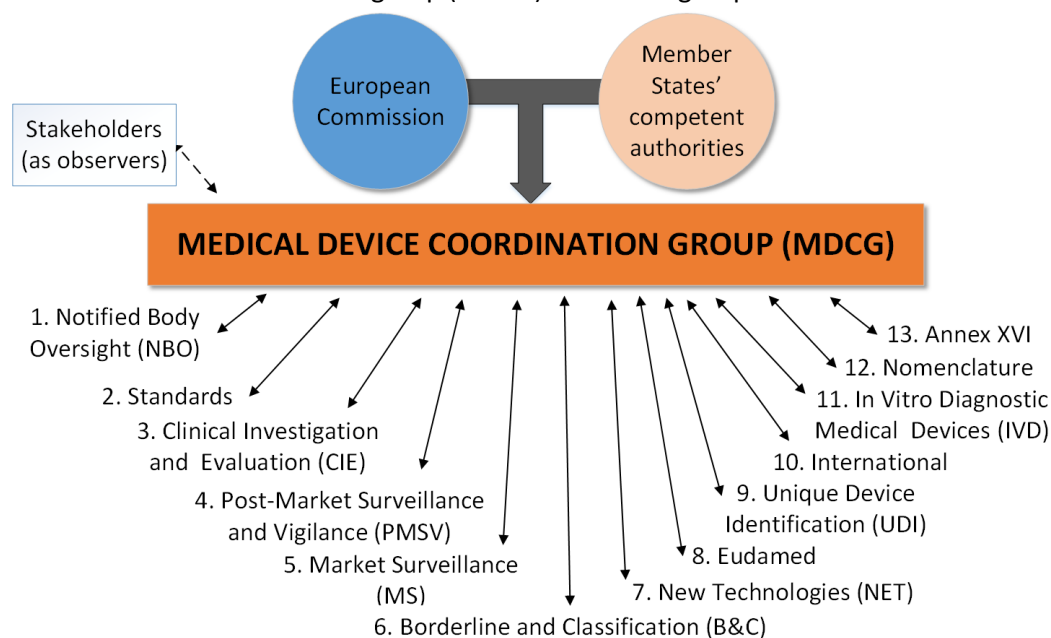 European
Commission
Member
States'
competent
authorities
Stakeholders
(as observers)
MEDICAL DEVICE COORDINATION GROUP (MDCG)
1. Notified Body
Oversight (NBO)
2. Standards
3. Clinical Investigation
and Evaluation (CIE)
4. Post-Market Surveillance
and Vigilance (PMSV)
5. Market Surveillance
(MS)
6. Borderline and Classification (B&C)
7. New Technologies (NET)
8. Eudamed
9. Unique Device
Identification (UDI)
10. International
11. In Vitro Diagnostic
Medical Devices (IVD)
12. Nomenclature
13. Annex XVI